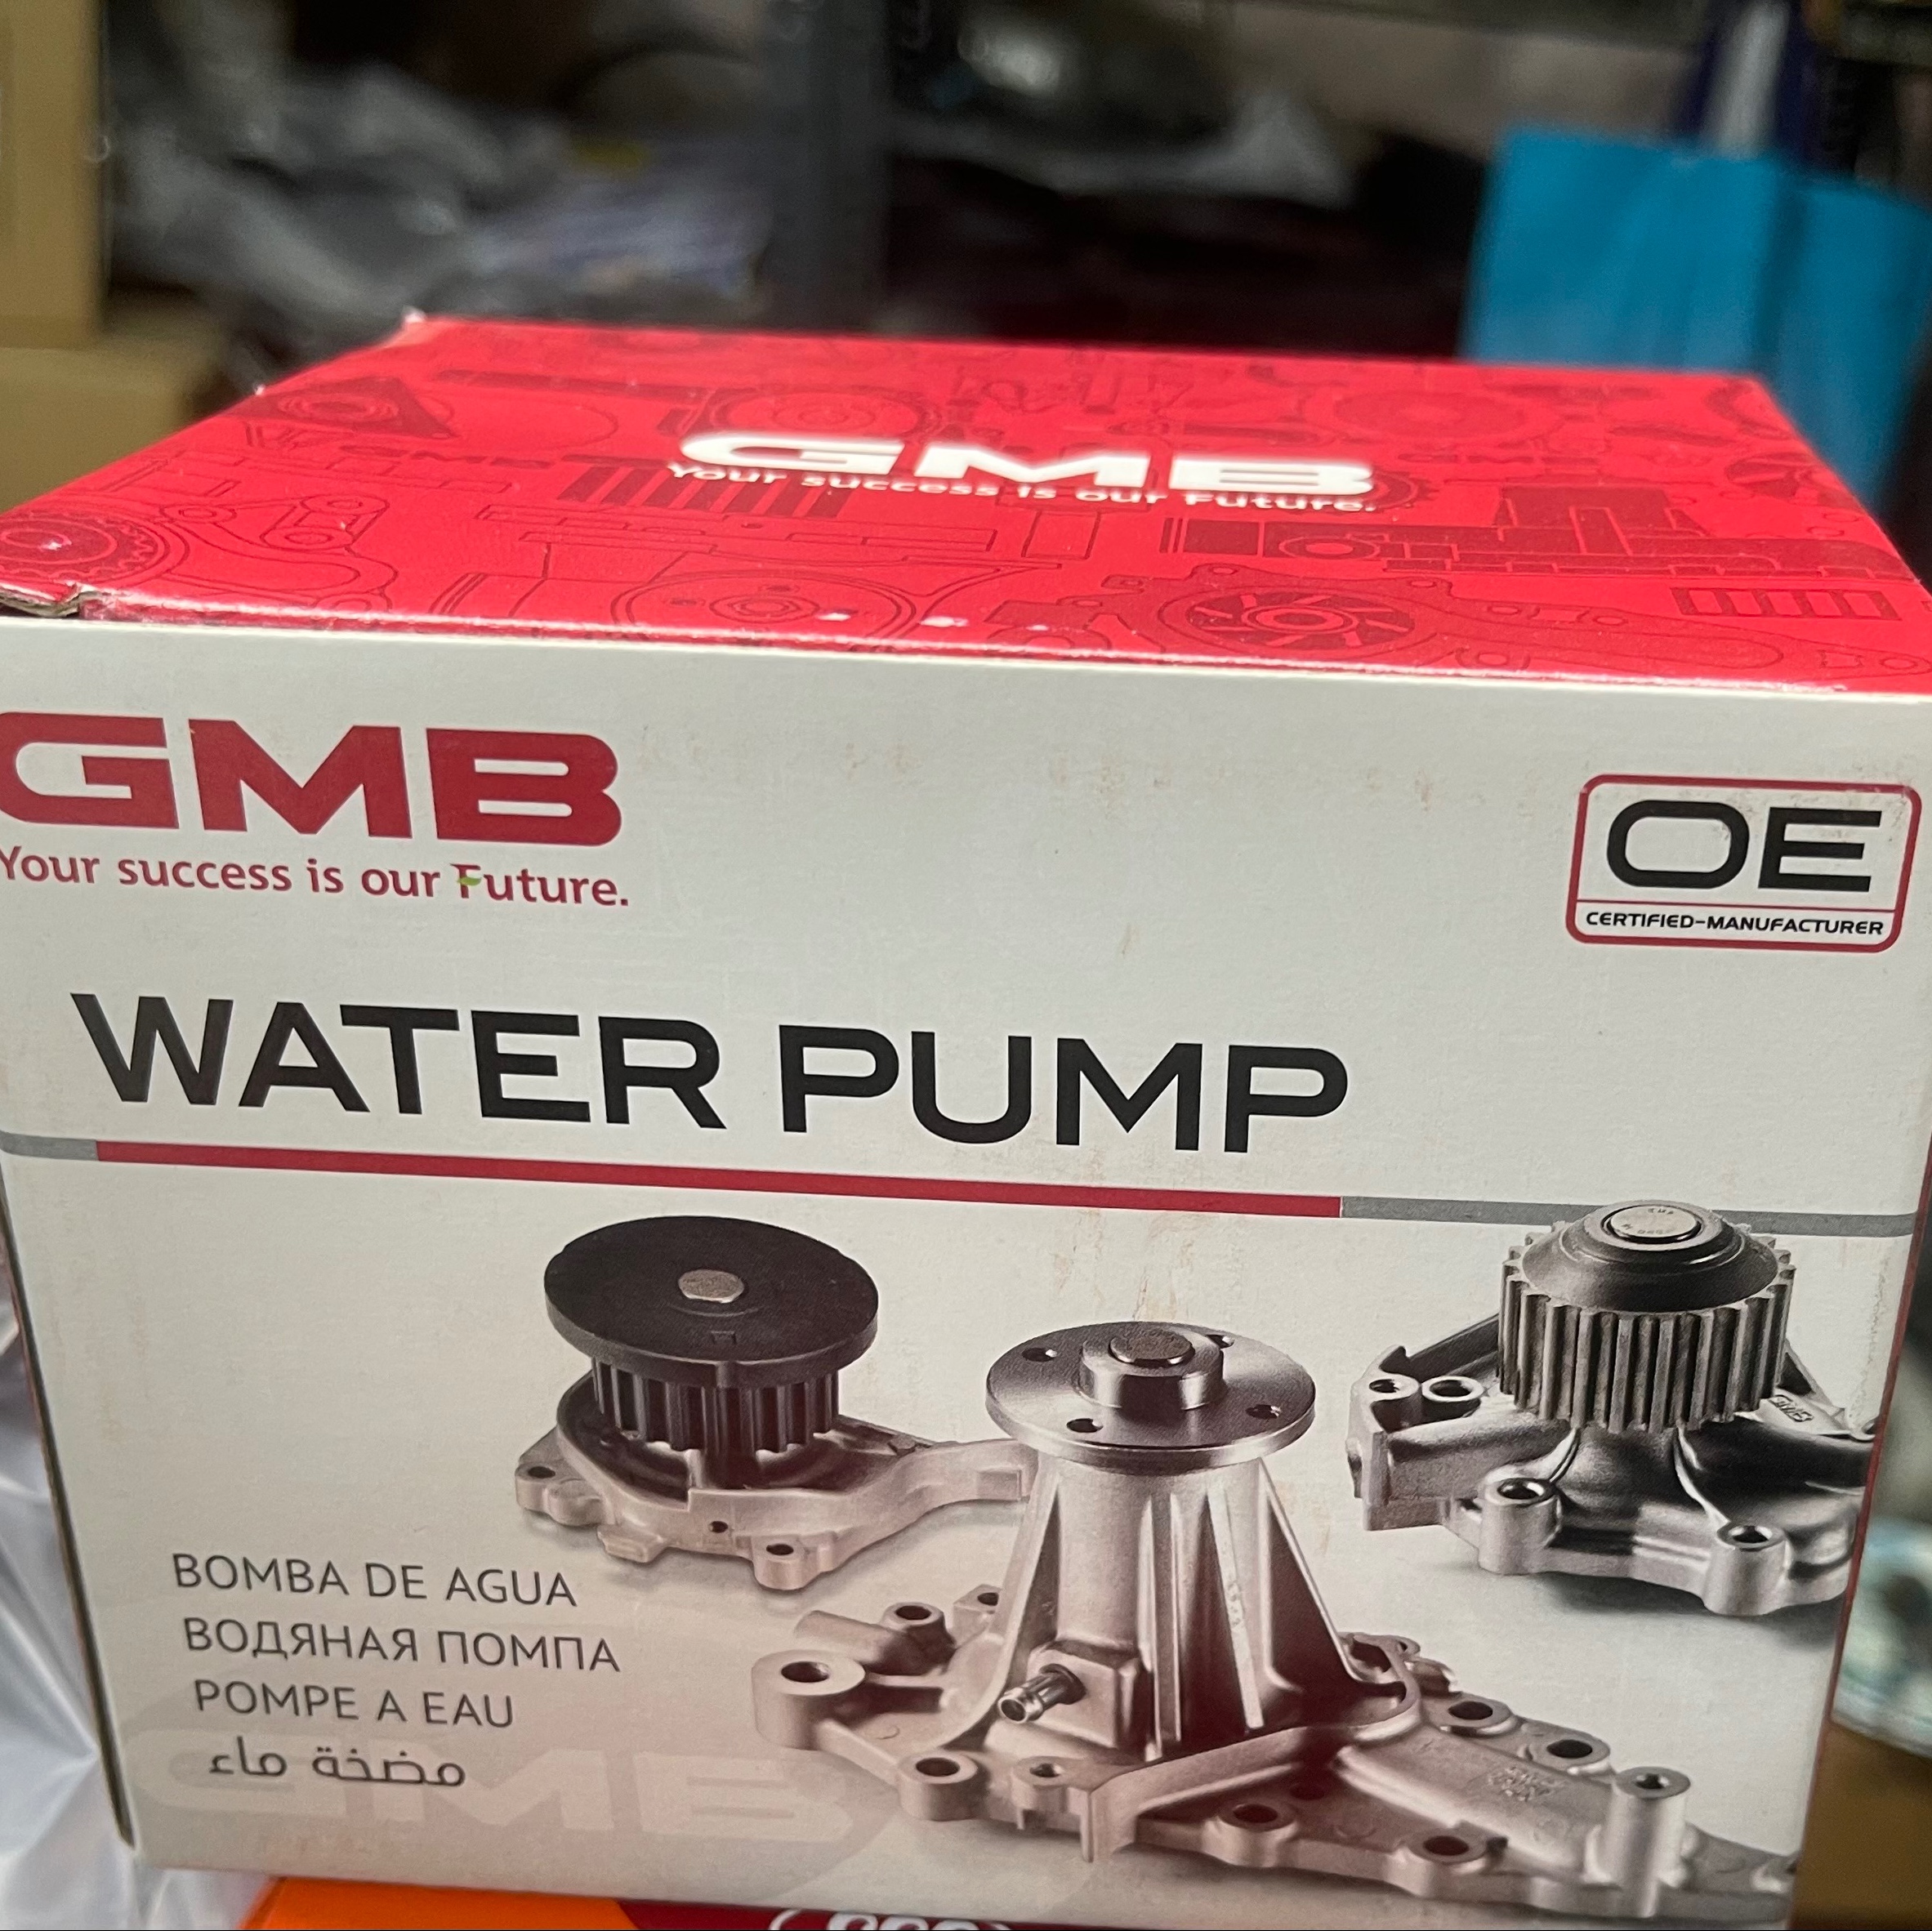 GMB
Your success is our Future.
GMB
Your success is our Future.
OE
CERTIFIED-MANUFACTURER
WATER PUMP
BOMBA DE AGUA
ВОДЯНАЯ ПОМПА
POMPE A EAU
مضخة ماء
GMB